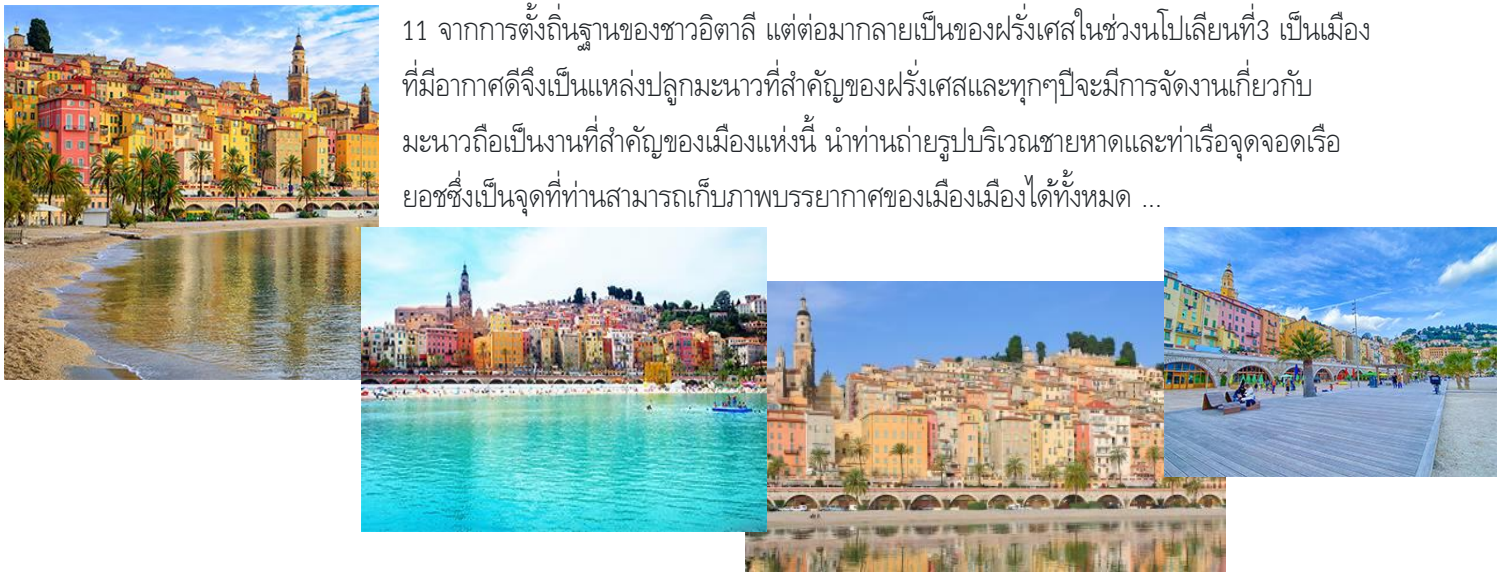 11 จากการตั้งถิ่นฐานของชาวอิตาลี แต่ต่อมากลายเป็นของฝรั่งเศสในช่วงนโปเลียนที่3 เป็นเมือง
ที่มีอากาศดีจึงเป็นแหล่งปลูกมะนาวที่สำคัญของฝรั่งเศสและทุกๆปีจะมีการจัดงานเกี่ยวกับ
มะนาวถือเป็นงานที่สำคัญของเมืองแห่งนี้ นำท่านถ่ายรูปบริเวณชายหาดและท่าเรือจุดจอดเรือ
ยอชซึ่งเป็นจุดที่ท่านสามารถเก็บภาพบรรยากาศของเมืองเมืองได้ทั้งหมด ...